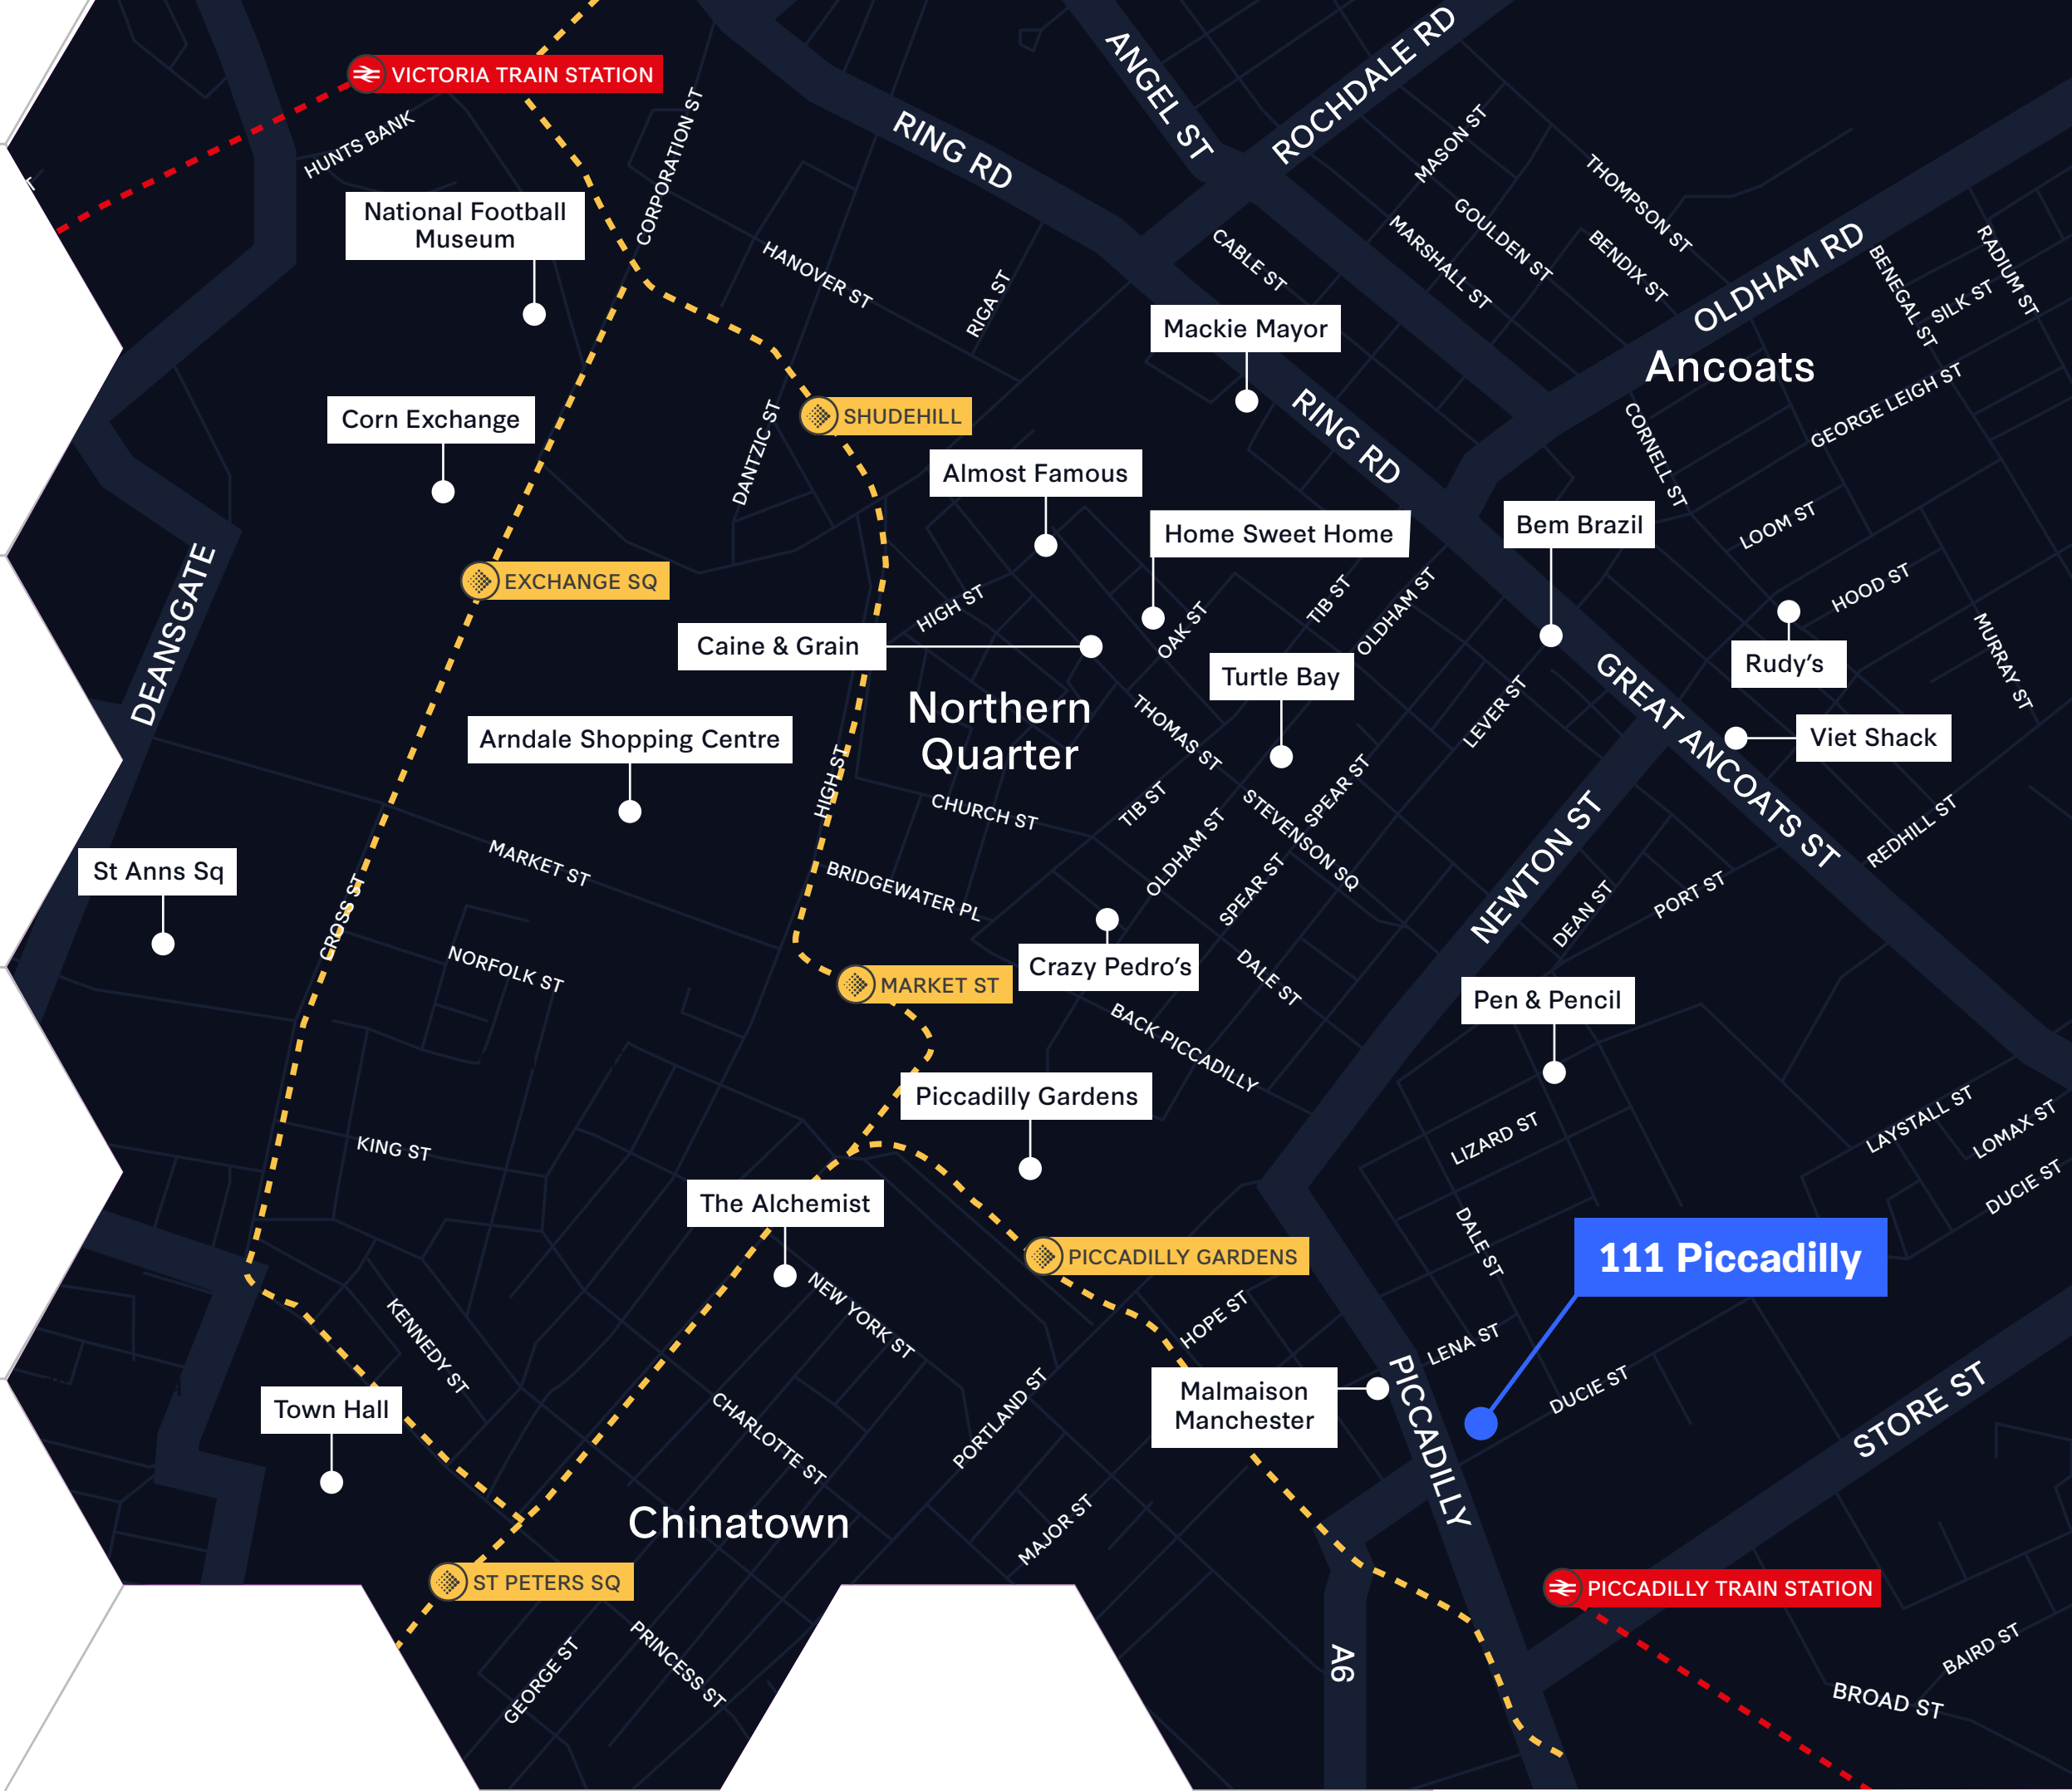 VICTORIA TRAIN STATION
HUNTS BANK
CORPORATION ST
RING RD
ANGEL ST
ROCHDALE RD
MASON ST
THOMPSON ST
GOULDEN ST
MARSHALL ST
BENDIX ST
CABLE ST
OLDHAM RD
BENEGAL ST
RADIUM ST
SILK ST
National Football
Museum
HANOVER ST
RIGA ST
Mackie Mayor
Ancoats
GEORGE LEIGH ST
CORNELL ST
RING RD
Corn Exchange
SHUDEHILL
DANTZIC ST
Almost Famous
Home Sweet Home
Bem Brazil
LOOM ST
HOOD ST
DEANSGATE
EXCHANGE SQ
HIGH ST
TIB ST
OLDHAM ST
OAK ST
Caine & Grain
Turtle Bay
Rudy's
MURRAY ST
GREAT ANCOATS ST
LEVER ST
Northern
Quarter
THOMAS ST
Viet Shack
Arndale Shopping Centre
HIGH ST
CHURCH ST
TIB ST
SPEAR ST
OLDHAM ST
STEVENSON SQ
NEWTON ST
REDHILL ST
MARKET ST
St Anns Sq
CROSS ST
BRIDGEWATER PL
SPEAR ST
DEAN ST
PORT ST
NORFOLK ST
MARKET ST
Crazy Pedro's
DALE ST
Pen & Pencil
BACK PICCADILLY
Piccadilly Gardens
LIZARD ST
LAYSTALL ST
LOMAX ST
DUCIE ST
KING ST
The Alchemist
PICCADILLY GARDENS
DALE ST
111 Piccadilly
NEW YORK ST
HOPE ST
LENA ST
KENNEDY ST
PORTLAND ST
Malmaison
Manchester
PICCADILLY
DUCIE ST
STORE ST
Town Hall
CHARLOTTE ST
Chinatown
MAJOR ST
ST PETERS SQ
PICCADILLY TRAIN STATION
GEORGE ST
PRINCESS ST
A6
BAIRD ST
BROAD ST